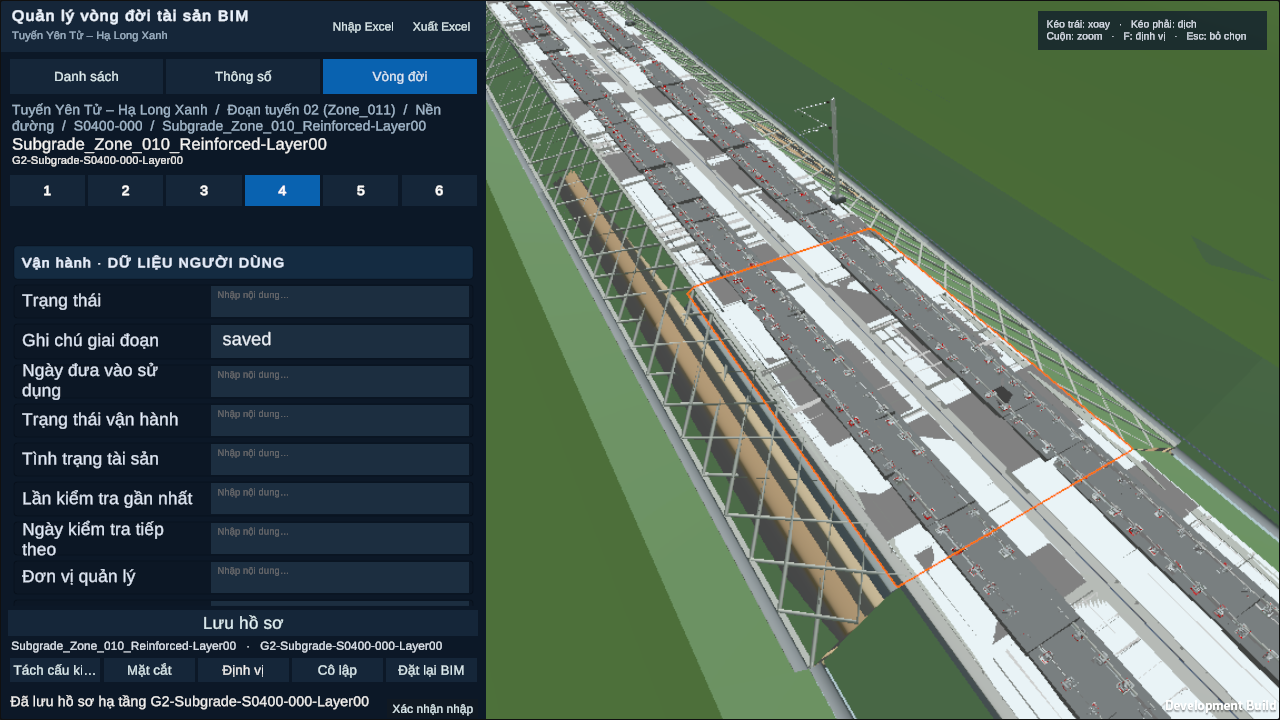 Quản lý vòng đời tài sản BIM
Tuyến Yên Tử – Hạ Long Xanh
Nhập Excel
Xuất Excel
Danh sách
Thông số
Vòng đời
Tuyến Yên Tử – Hạ Long Xanh / Đoạn tuyến 02 (Zone_011) / Nền
đường / S0400-000 / Subgrade_Zone_010_Reinforced-Layer00
Subgrade_Zone_010_Reinforced-Layer00
G2-Subgrade-S0400-000-Layer00
1
2
3
4
5
6
Vận hành · DỮ LIỆU NGƯỜI DÙNG
Trạng thái
Nhập nội dung...
Ghi chú giai đoạn
saved
Ngày đưa vào sử
dụng
Nhập nội dung...
Trạng thái vận hành
Nhập nội dung...
Tình trạng tài sản
Nhập nội dung...
Lần kiểm tra gần nhất
Nhập nội dung...
Ngày kiểm tra tiếp
theo
Nhập nội dung...
Đơn vị quản lý
Nhập nội dung...
Lưu hồ sơ
Subgrade_Zone_010_Reinforced-Layer00 · G2-Subgrade-S0400-000-Layer00
Tách cấu ki...
Mặt cắt
Định vị
Cô lập
Đặt lại BIM
Đã lưu hồ sơ hạ tầng G2-Subgrade-S0400-000-Layer00
Xác nhận nhập
Kéo trái: xoay · Kéo phải: dịch
Cuộn: zoom · F: định vị · Esc: bỏ chọn
Development Build